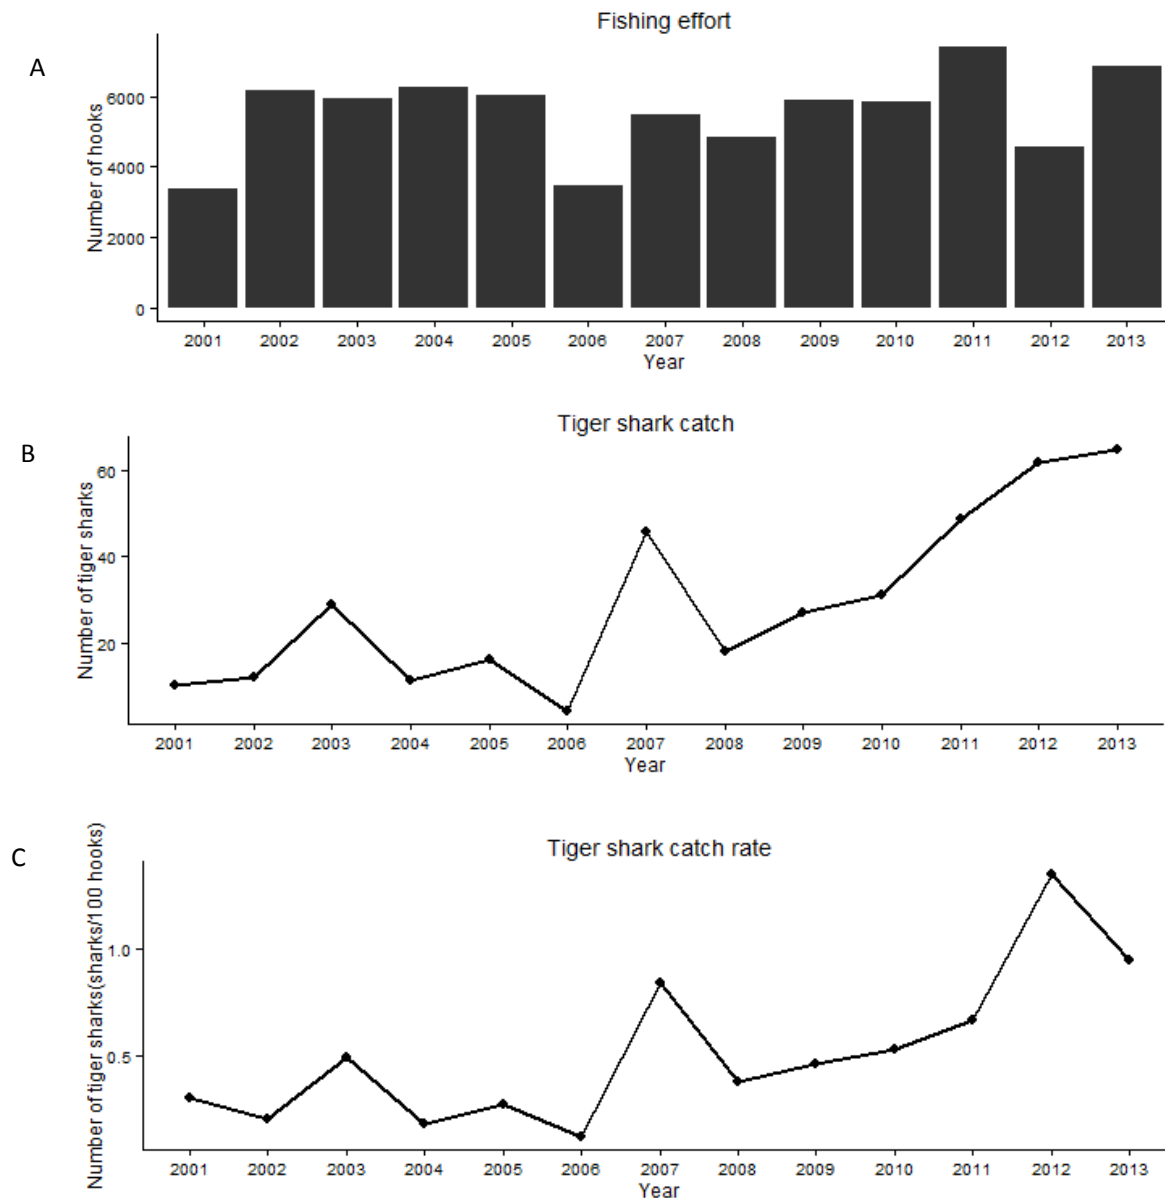 Fishing effort
A
Number of hooks
6000
4000
2000
0
2001 2002 2003 2004 2005 2006 2007 2008 2009 2010 2011 2012 2013
Year
Tiger shark catch
B
Number of tiger sharks
60
40
20
2001 2002 2003 2004 2005 2006 2007 2008 2009 2010 2011 2012 2013
Year
Tiger shark catch rate
C
Number of tiger sharks(sharks/100 hooks)
1.0
0.5
2001 2002 2003 2004 2005 2006 2007 2008 2009 2010 2011 2012 2013
Year